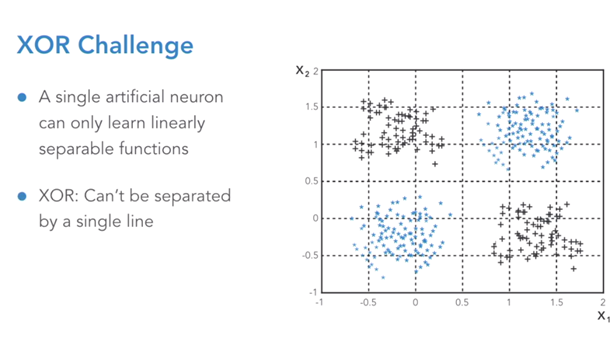 XOR Challenge
• A single artificial neuron
can only learn linearly
separable functions
• XOR: Can't be separated
by a single line
X2
2
1.5
1
0.5
0
-0.5
-1
-1 -0.5 0 0.5 1 1.5 2
X1